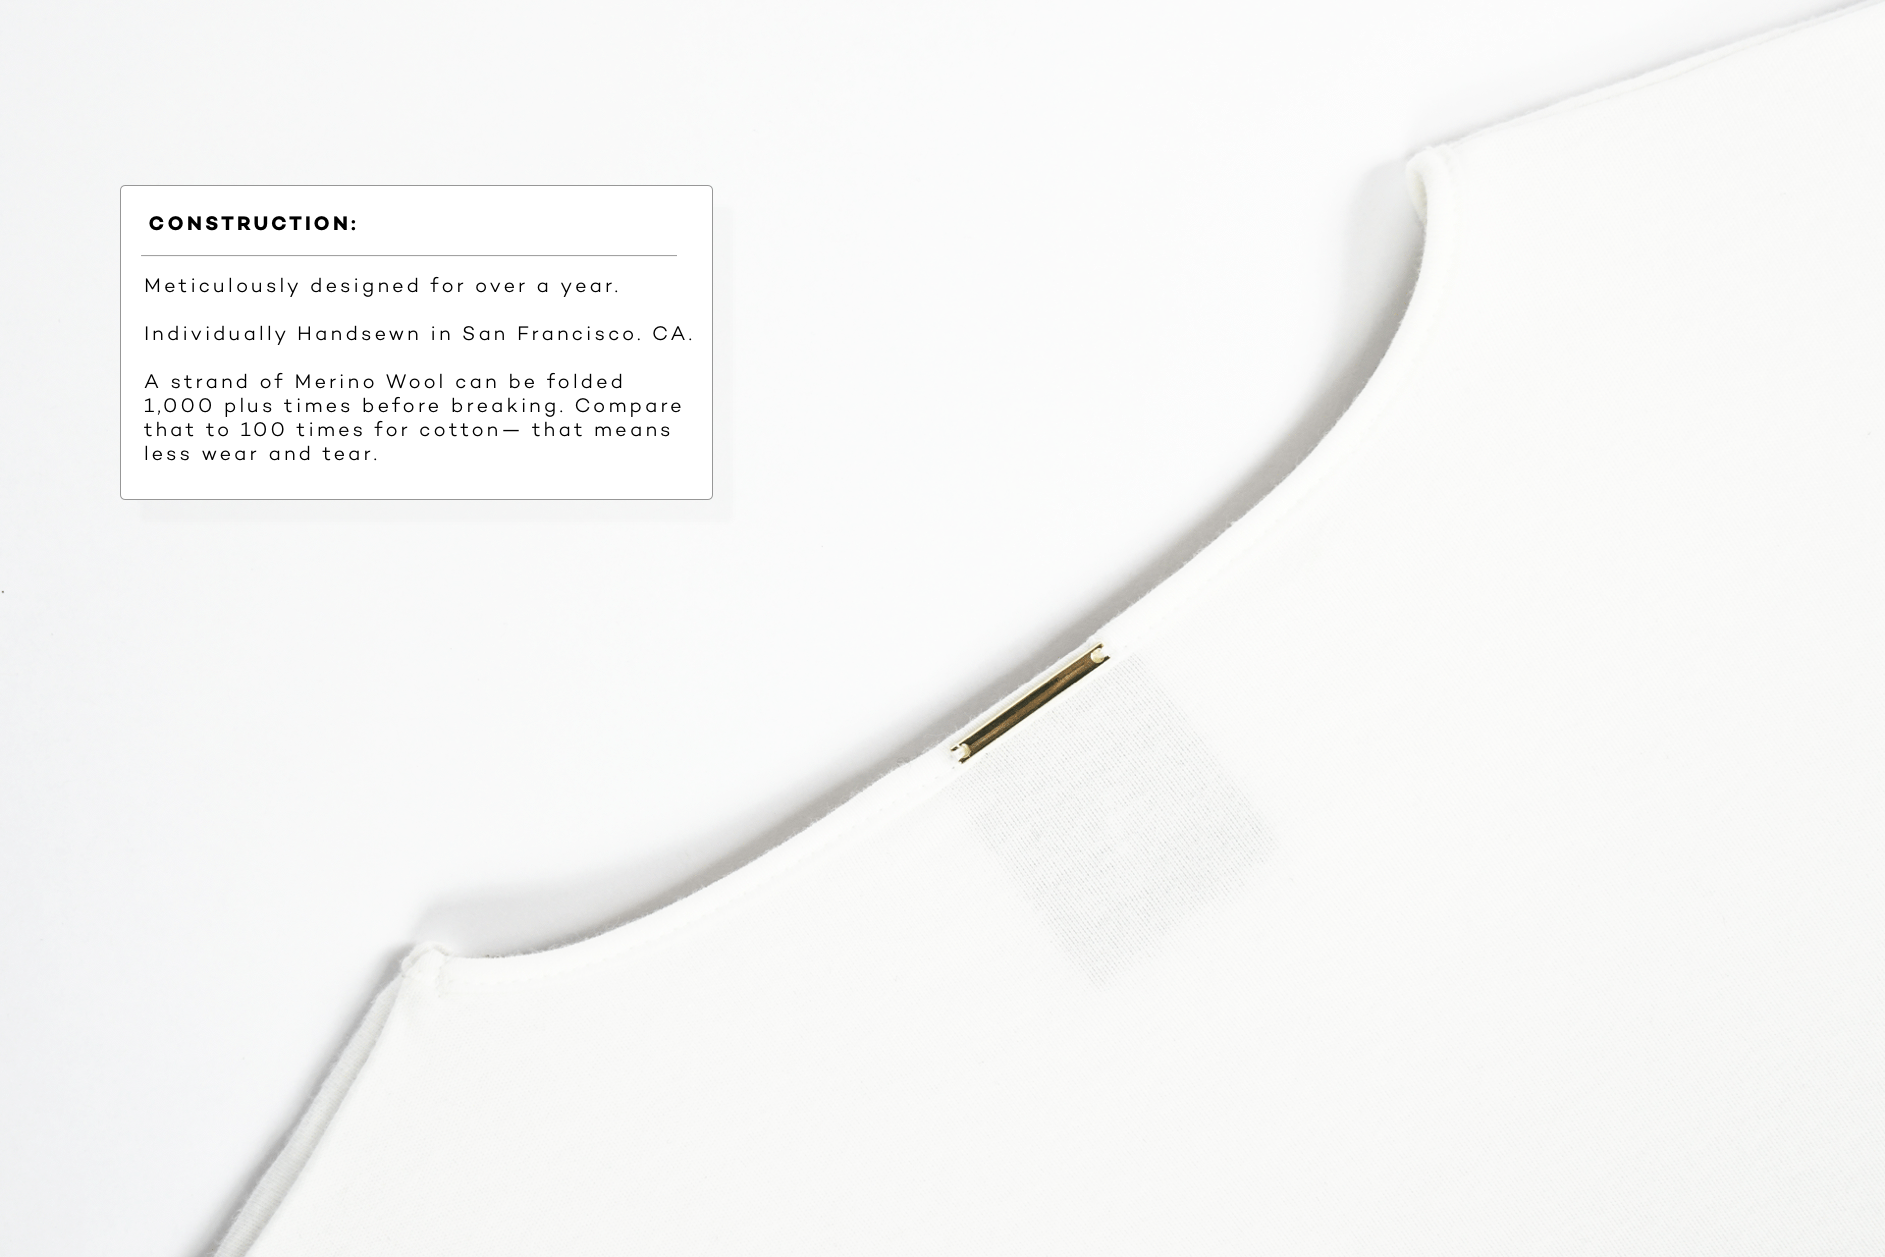 CONSTRUCTION:
Meticulously designed for over a year.
Individually Handsewn in San Francisco. CA.
A strand of Merino Wool can be folded
1,000 plus times before breaking. Compare
that to 100 times for cotton— that means
less wear and tear.